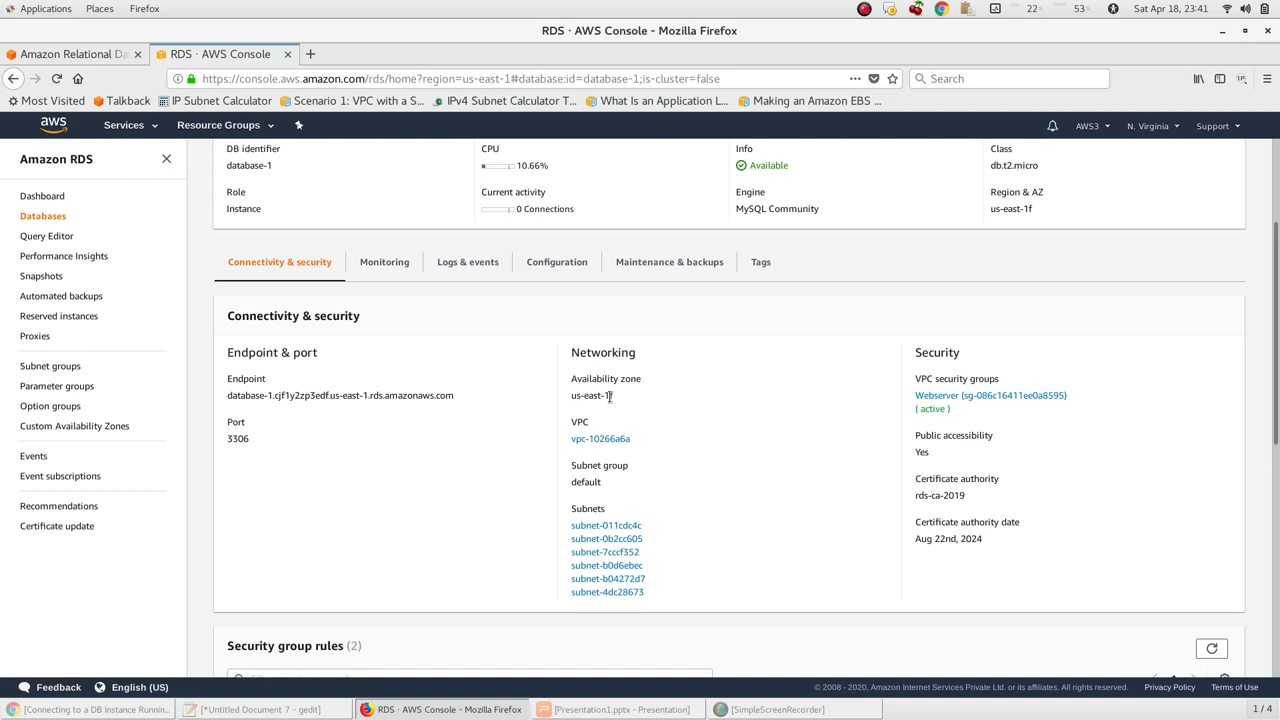 Applications Places Firefox 22% 53% Sat Apr 18, 23:41
RDS · AWS Console - Mozilla Firefox
Amazon Relational Da RDS · AWS Console
https://console.aws.amazon.com/rds/home?region=us-east-1#database:id=database-1;is-cluster=false Search
Most Visited Talkback IP Subnet Calculator Scenario 1: VPC with a S... IPv4 Subnet Calculator T... What Is an Application L... Making an Amazon EBS ...
aws Services Resource Groups AWS3 N. Virginia Support
Amazon RDS
Dashboard
Databases
Query Editor
Performance Insights
Snapshots
Automated backups
Reserved instances
Proxies
Subnet groups
Parameter groups
Option groups
Custom Availability Zones
Events
Event subscriptions
Recommendations
Certificate update
DB identifier CPU Info Class
database-1 10.66% Available db.t2.micro
Role Current activity Engine Region & AZ
Instance 0 Connections MySQL Community us-east-1f
Connectivity & security Monitoring Logs & events Configuration Maintenance & backups Tags
Connectivity & security
Endpoint & port
Endpoint
database-1.cjf1y2zp3edf.us-east-1.rds.amazonaws.com
Port
3306
Networking
Availability zone
us-east-1f
VPC
vpc-10266a6a
Subnet group
default
Subnets
subnet-011cdc4c
subnet-0b2cc605
subnet-7cccf352
subnet-b0d6ebec
subnet-b04272d7
subnet-4dc28673
Security
VPC security groups
Webserver (sg-086c16411ee0a8595)
( active )
Public accessibility
Yes
Certificate authority
rds-ca-2019
Certificate authority date
Aug 22nd, 2024
Security group rules (2)
Feedback English (US) © 2008 - 2020, Amazon Internet Services Private Ltd. or its affiliates. All rights reserved. Privacy Policy Terms of Use
[Connecting to a DB Instance Runnin... [*Untitled Document 7 - gedit] RDS · AWS Console - Mozilla Firefox [Presentation1.pptx - Presentation] [SimpleScreenRecorder] 1 / 4